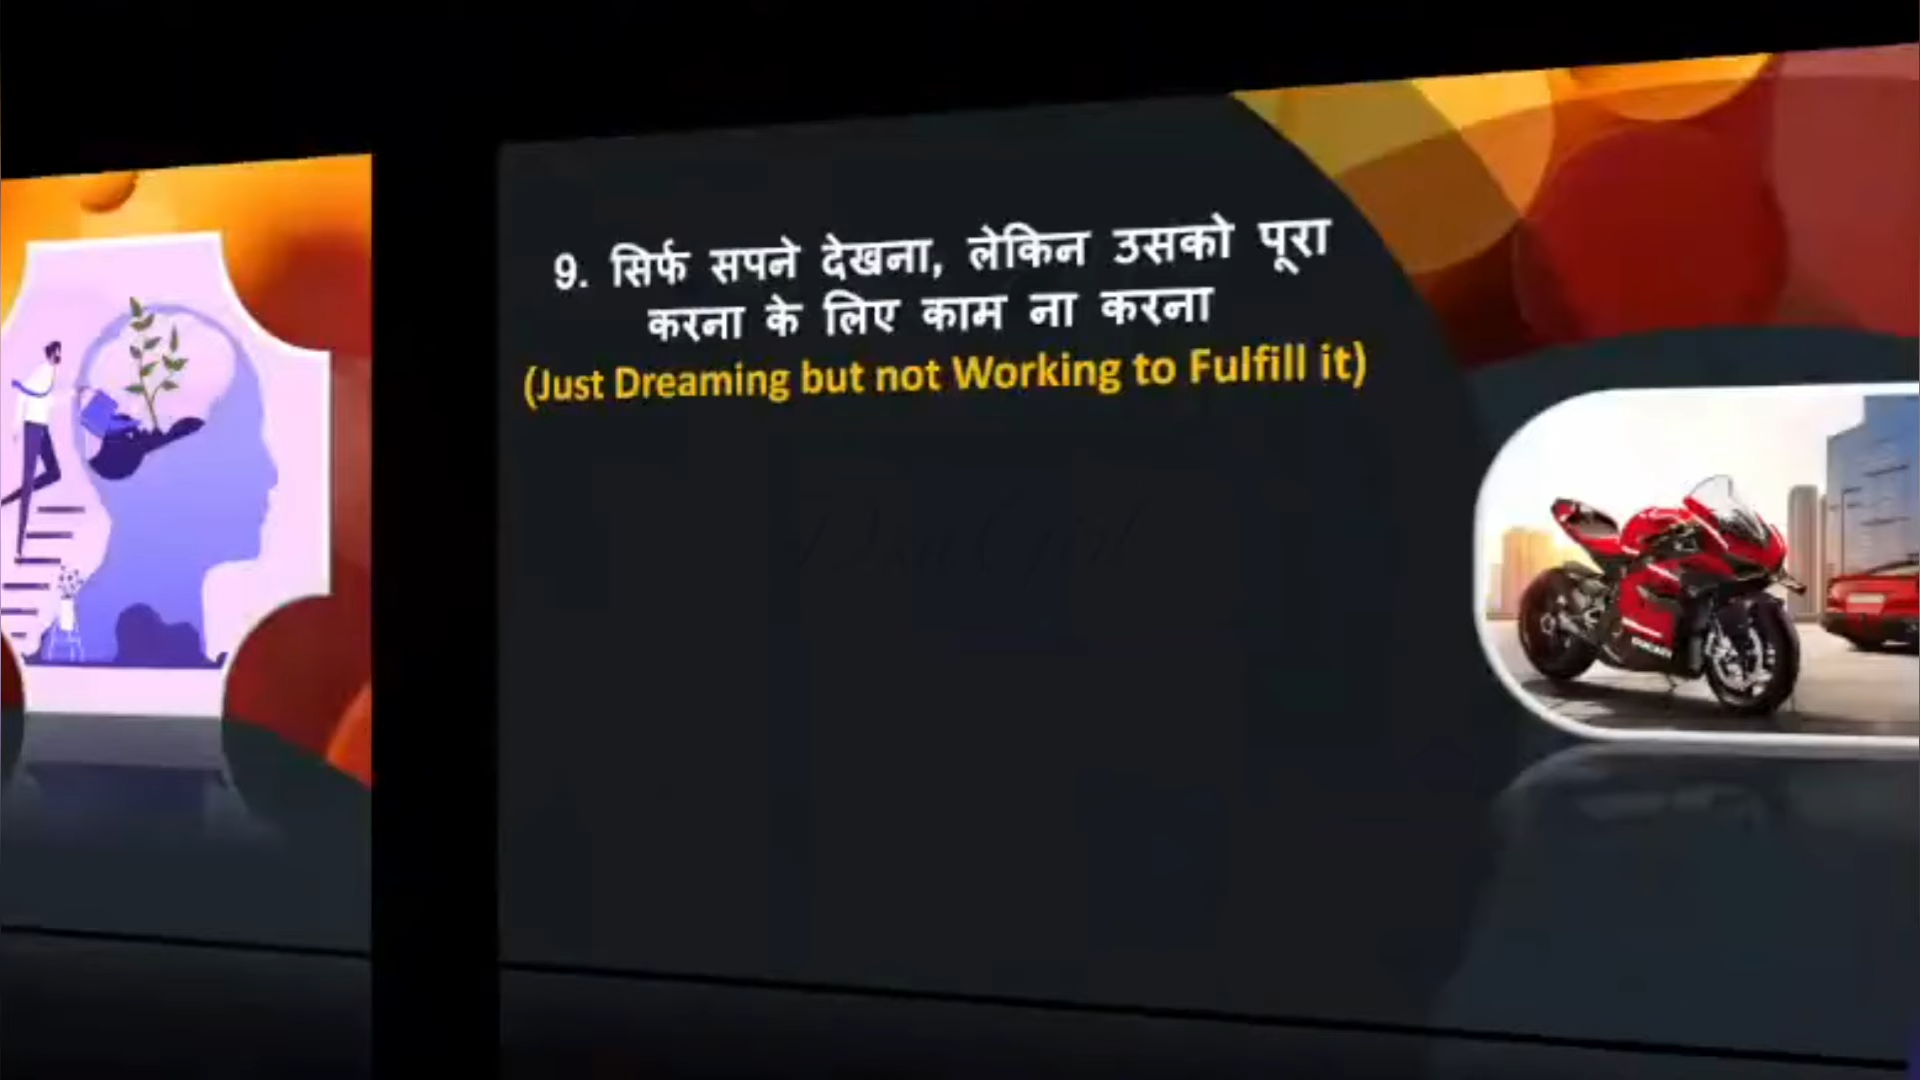 9. सिर्फ सपने देखना, लेकिन उसको पूरा
करना के लिए काम ना करना
(Just Dreaming but not Working to Fulfill it)